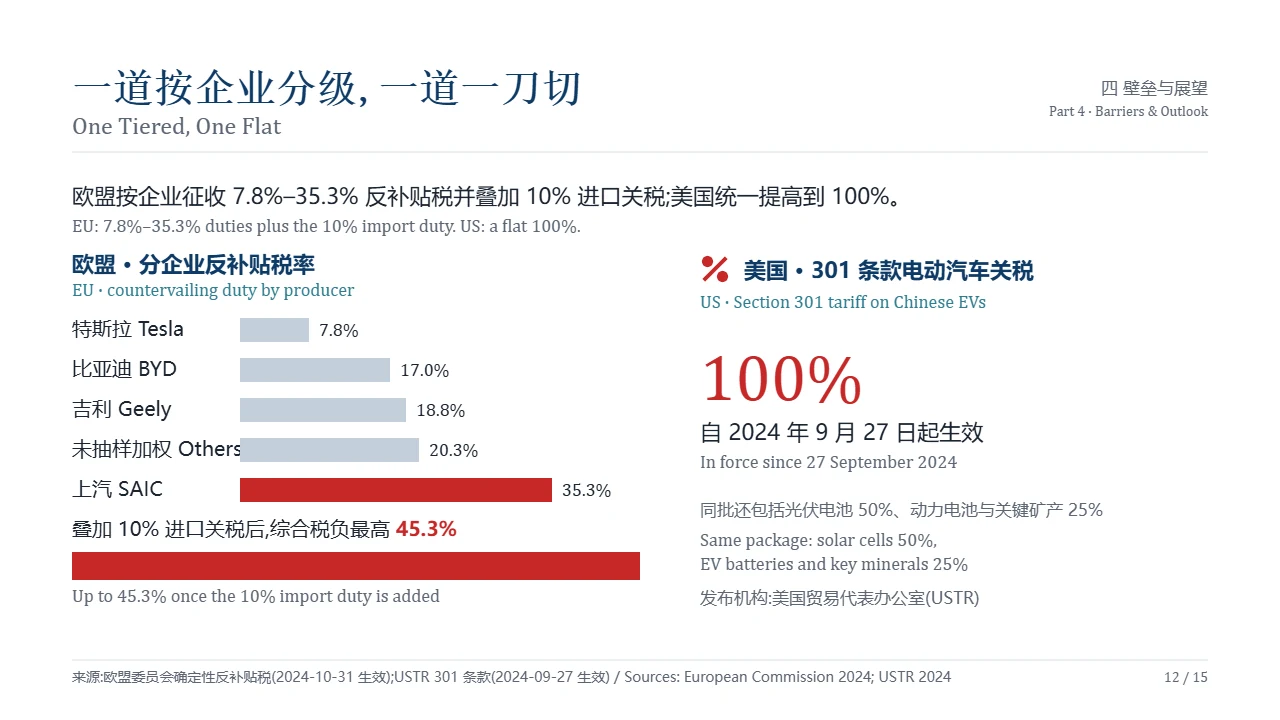 一道按企业分级, 一道一刀切
One Tiered, One Flat
四 壁垒与展望
Part 4 · Barriers & Outlook
欧盟按企业征收 7.8%–35.3% 反补贴税并叠加 10% 进口关税;美国统一提高到 100%。
EU: 7.8%–35.3% duties plus the 10% import duty. US: a flat 100%.
欧盟 · 分企业反补贴税率
EU · countervailing duty by producer
特斯拉 Tesla 7.8%
比亚迪 BYD 17.0%
吉利 Geely 18.8%
未抽样加权 Others 20.3%
上汽 SAIC 35.3%
叠加 10% 进口关税后,综合税负最高 45.3%
Up to 45.3% once the 10% import duty is added
美国 · 301 条款电动汽车关税
US · Section 301 tariff on Chinese EVs
100%
自 2024 年 9 月 27 日起生效
In force since 27 September 2024
同批还包括光伏电池 50%、动力电池与关键矿产 25%
Same package: solar cells 50%,
EV batteries and key minerals 25%
发布机构:美国贸易代表办公室(USTR)
来源:欧盟委员会确定性反补贴税(2024-10-31 生效);USTR 301 条款(2024-09-27 生效) / Sources: European Commission 2024; USTR 2024
12 / 15